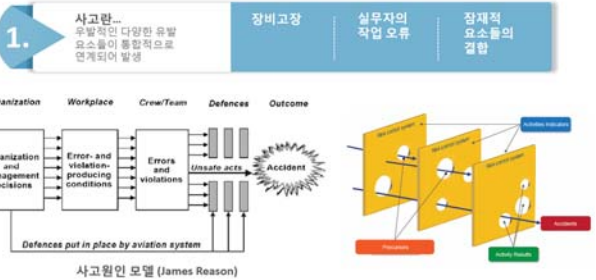 1.
사고란...
우발적인 다양한 유발
요소들이 통합적으로
연계되어 발생
장비고장
실무자의
작업 오류
잠재적
요소들의
결합
Workplace
Crew/Team
Defences
Outcome
and
Error- and
violation-
producing
conditions
Errors
and
violations
Unsafe acts
Accident
Defences put in place by aviation system
사고원인 모델 (James Reason)
Activities Indicators
Precursors
Activity Results
Accidents